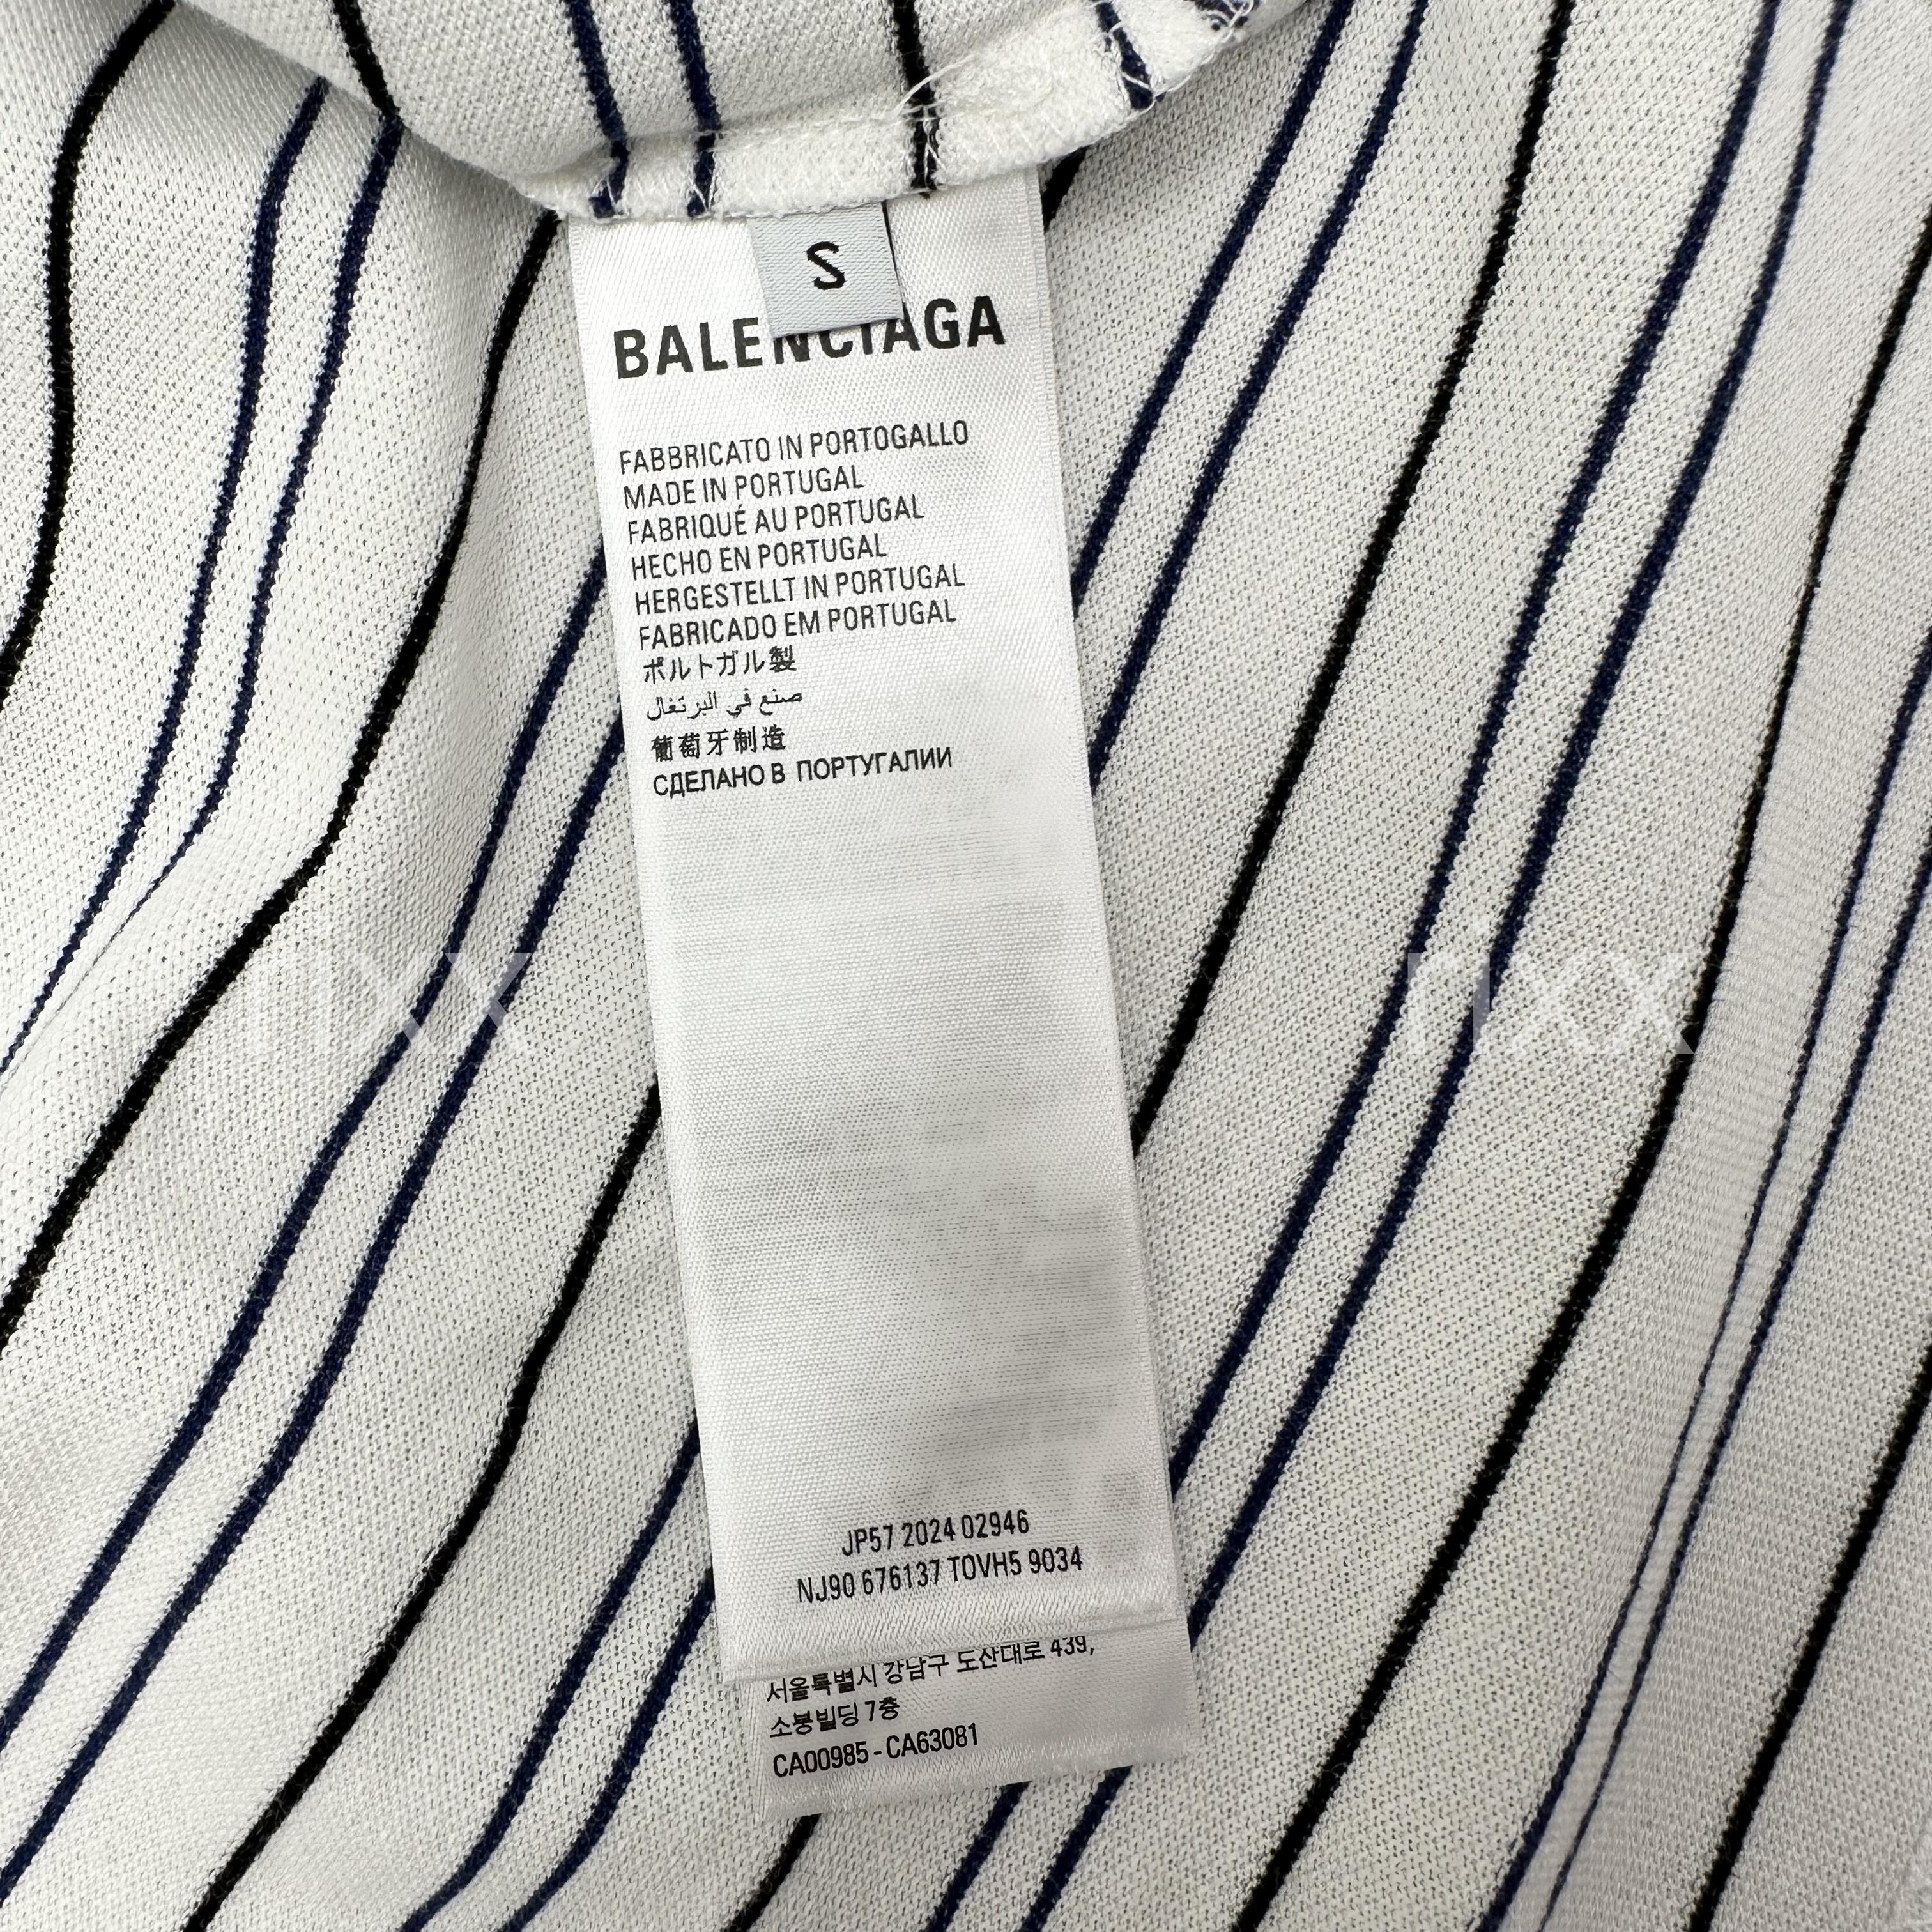 S
BALENCIAGA
FABBRICATO IN PORTOGALLO
MADE IN PORTUGAL
FABRIQUÉ AU PORTUGAL
HECHO EN PORTUGAL
HERGESTELLT IN PORTUGAL
FABRICADO EM PORTUGAL
ポルトガル製
صنع في البرتغال
葡萄牙制造
СДЕЛАНО В ПОРТУГАЛИИ
rixx rixx
JP57 2024 02946
NJ90 676137 TOVH5 9034
서울특별시 강남구 도산대로 439,
소봉빌딩 7층
CA00985 - CA63081